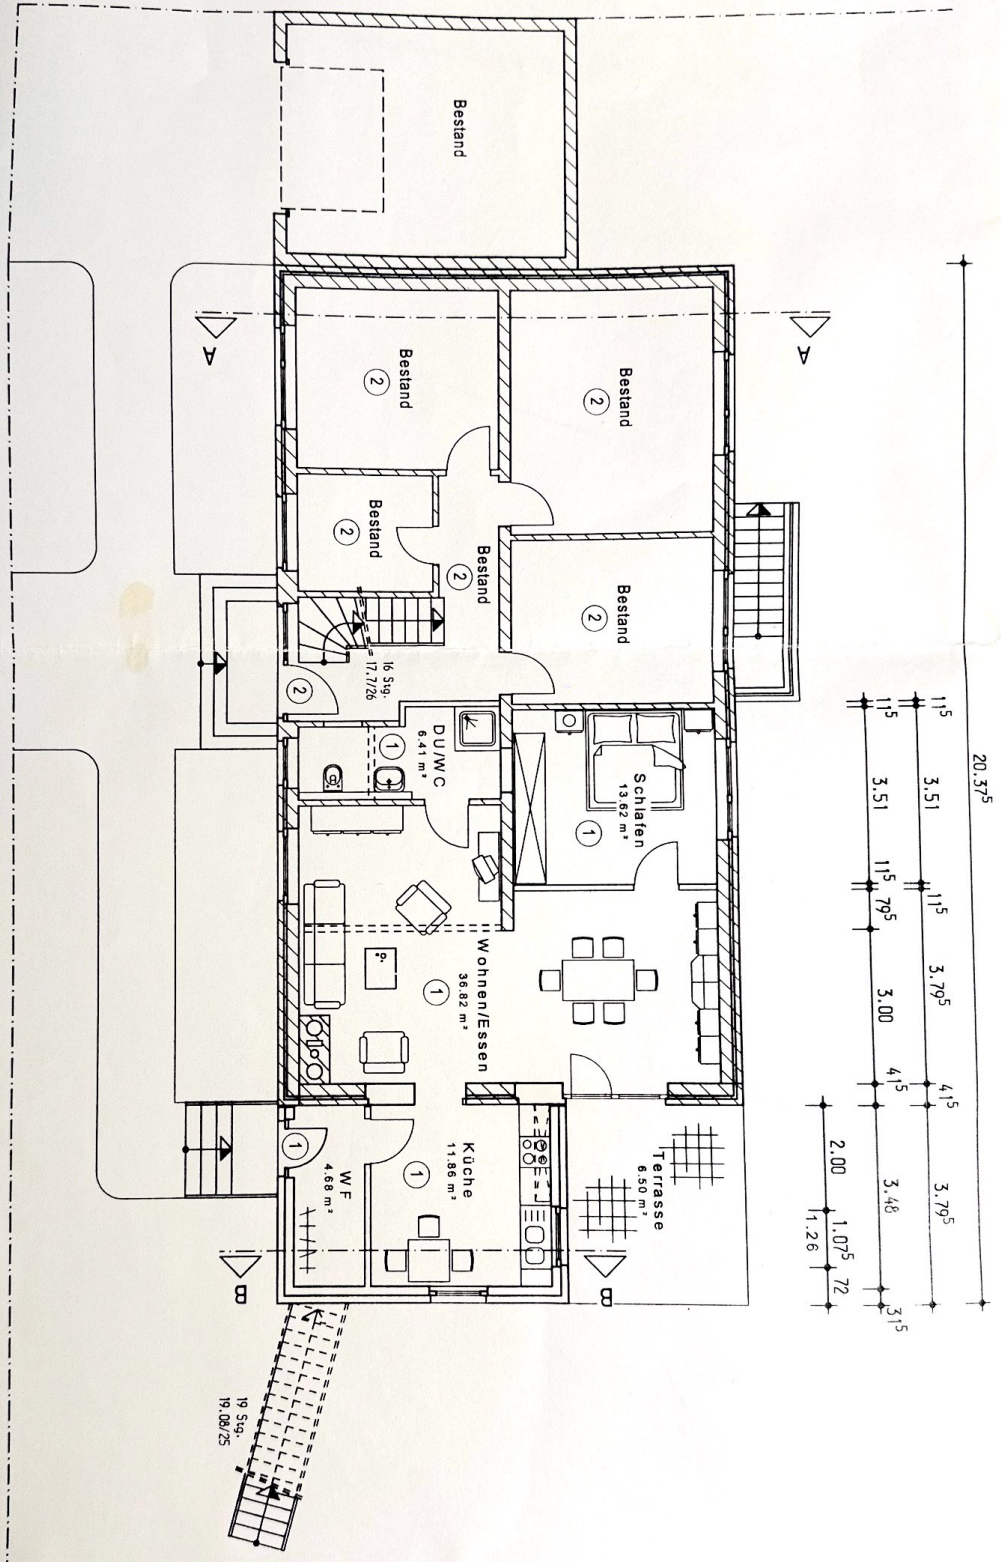 Bestand
A
A
Bestand
2
Bestand
2
Bestand
2
Bestand
2
Bestand
2
2
16 Stg.
17.7/26
DU/WC
6.41 m²
1
Schlafen
13.62 m²
1
Wohnen/Essen
36.82 m²
1
Küche
11.86 m²
1
WF
4.68 m²
1
Terrasse
6.50 m²
B
B
19 Stg.
19.08/25
20.37⁵
11⁵ 3.51 11⁵ 3.79⁵ 41⁵ 3.79⁵
11⁵ 3.51 11⁵ 79⁵ 3.00 41⁵ 3.48 31⁵
2.00 1.07⁵ 72
1.26